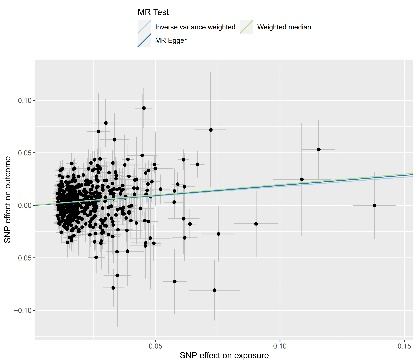 MR Test
Inverse variance weighted
Weighted median
MR Egger
0.10
0.05
0.00
−0.05
−0.10
0.05
0.10
0.15
SNP effect on outcome
SNP effect on exposure